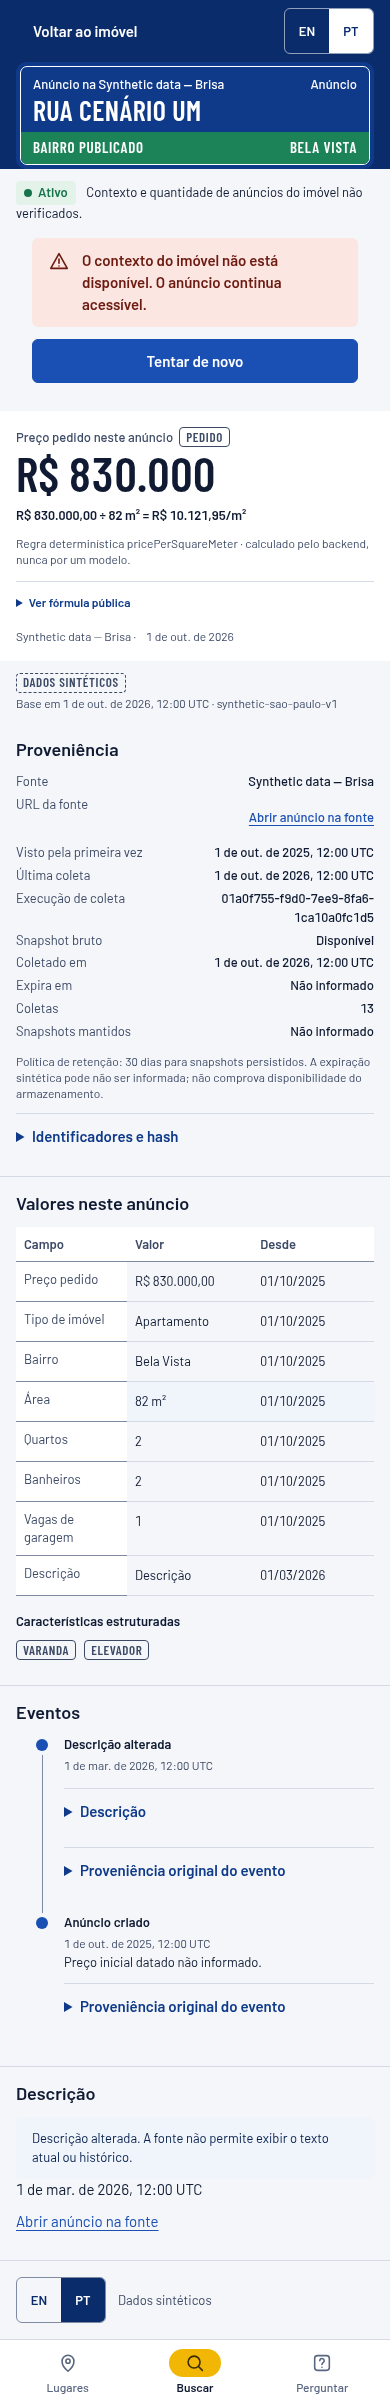 Voltar ao imóvel
EN PT
Anúncio na Synthetic data — Brisa Anúncio
RUA CENÁRIO UM
BAIRRO PUBLICADO BELA VISTA
Ativo Contexto e quantidade de anúncios do imóvel não
verificados.
O contexto do imóvel não está
disponível. O anúncio continua
acessível.
Tentar de novo
Preço pedido neste anúncio PEDIDO
R$ 830.000
R$ 830.000,00 ÷ 82 m² = R$ 10.121,95/m²
Regra determinística pricePerSquareMeter · calculado pelo backend,
nunca por um modelo.
Ver fórmula pública
Synthetic data — Brisa · 1 de out. de 2026
DADOS SINTÉTICOS
Base em 1 de out. de 2026, 12:00 UTC · synthetic-sao-paulo-v1
Proveniência
Fonte Synthetic data — Brisa
URL da fonte
Abrir anúncio na fonte
Visto pela primeira vez 1 de out. de 2025, 12:00 UTC
Última coleta 1 de out. de 2026, 12:00 UTC
Execução de coleta 01a0f755-f9d0-7ee9-8fa6-
1ca10a0fc1d5
Snapshot bruto Disponível
Coletado em 1 de out. de 2026, 12:00 UTC
Expira em Não informado
Coletas 13
Snapshots mantidos Não informado
Política de retenção: 30 dias para snapshots persistidos. A expiração
sintética pode não ser informada; não comprova disponibilidade do
armazenamento.
Identificadores e hash
Valores neste anúncio
Campo Valor Desde
Preço pedido R$ 830.000,00 01/10/2025
Tipo de imóvel Apartamento 01/10/2025
Bairro Bela Vista 01/10/2025
Área 82 m² 01/10/2025
Quartos 2 01/10/2025
Banheiros 2 01/10/2025
Vagas de
garagem 1 01/10/2025
Descrição Descrição 01/03/2026
Características estruturadas
VARANDA ELEVADOR
Eventos
Descrição alterada
1 de mar. de 2026, 12:00 UTC
Descrição
Proveniência original do evento
Anúncio criado
1 de out. de 2025, 12:00 UTC
Preço inicial datado não informado.
Proveniência original do evento
Descrição
Descrição alterada. A fonte não permite exibir o texto
atual ou histórico.
1 de mar. de 2026, 12:00 UTC
Abrir anúncio na fonte
EN PT Dados sintéticos
Lugares Buscar Perguntar